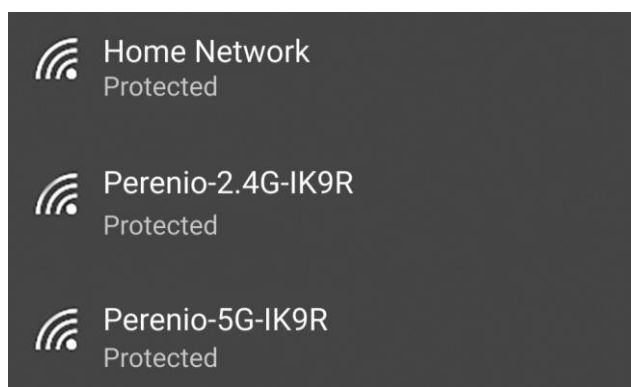 Home Network
Protected
Perenio-2.4G-IK9R
Protected
Perenio-5G-IK9R
Protected